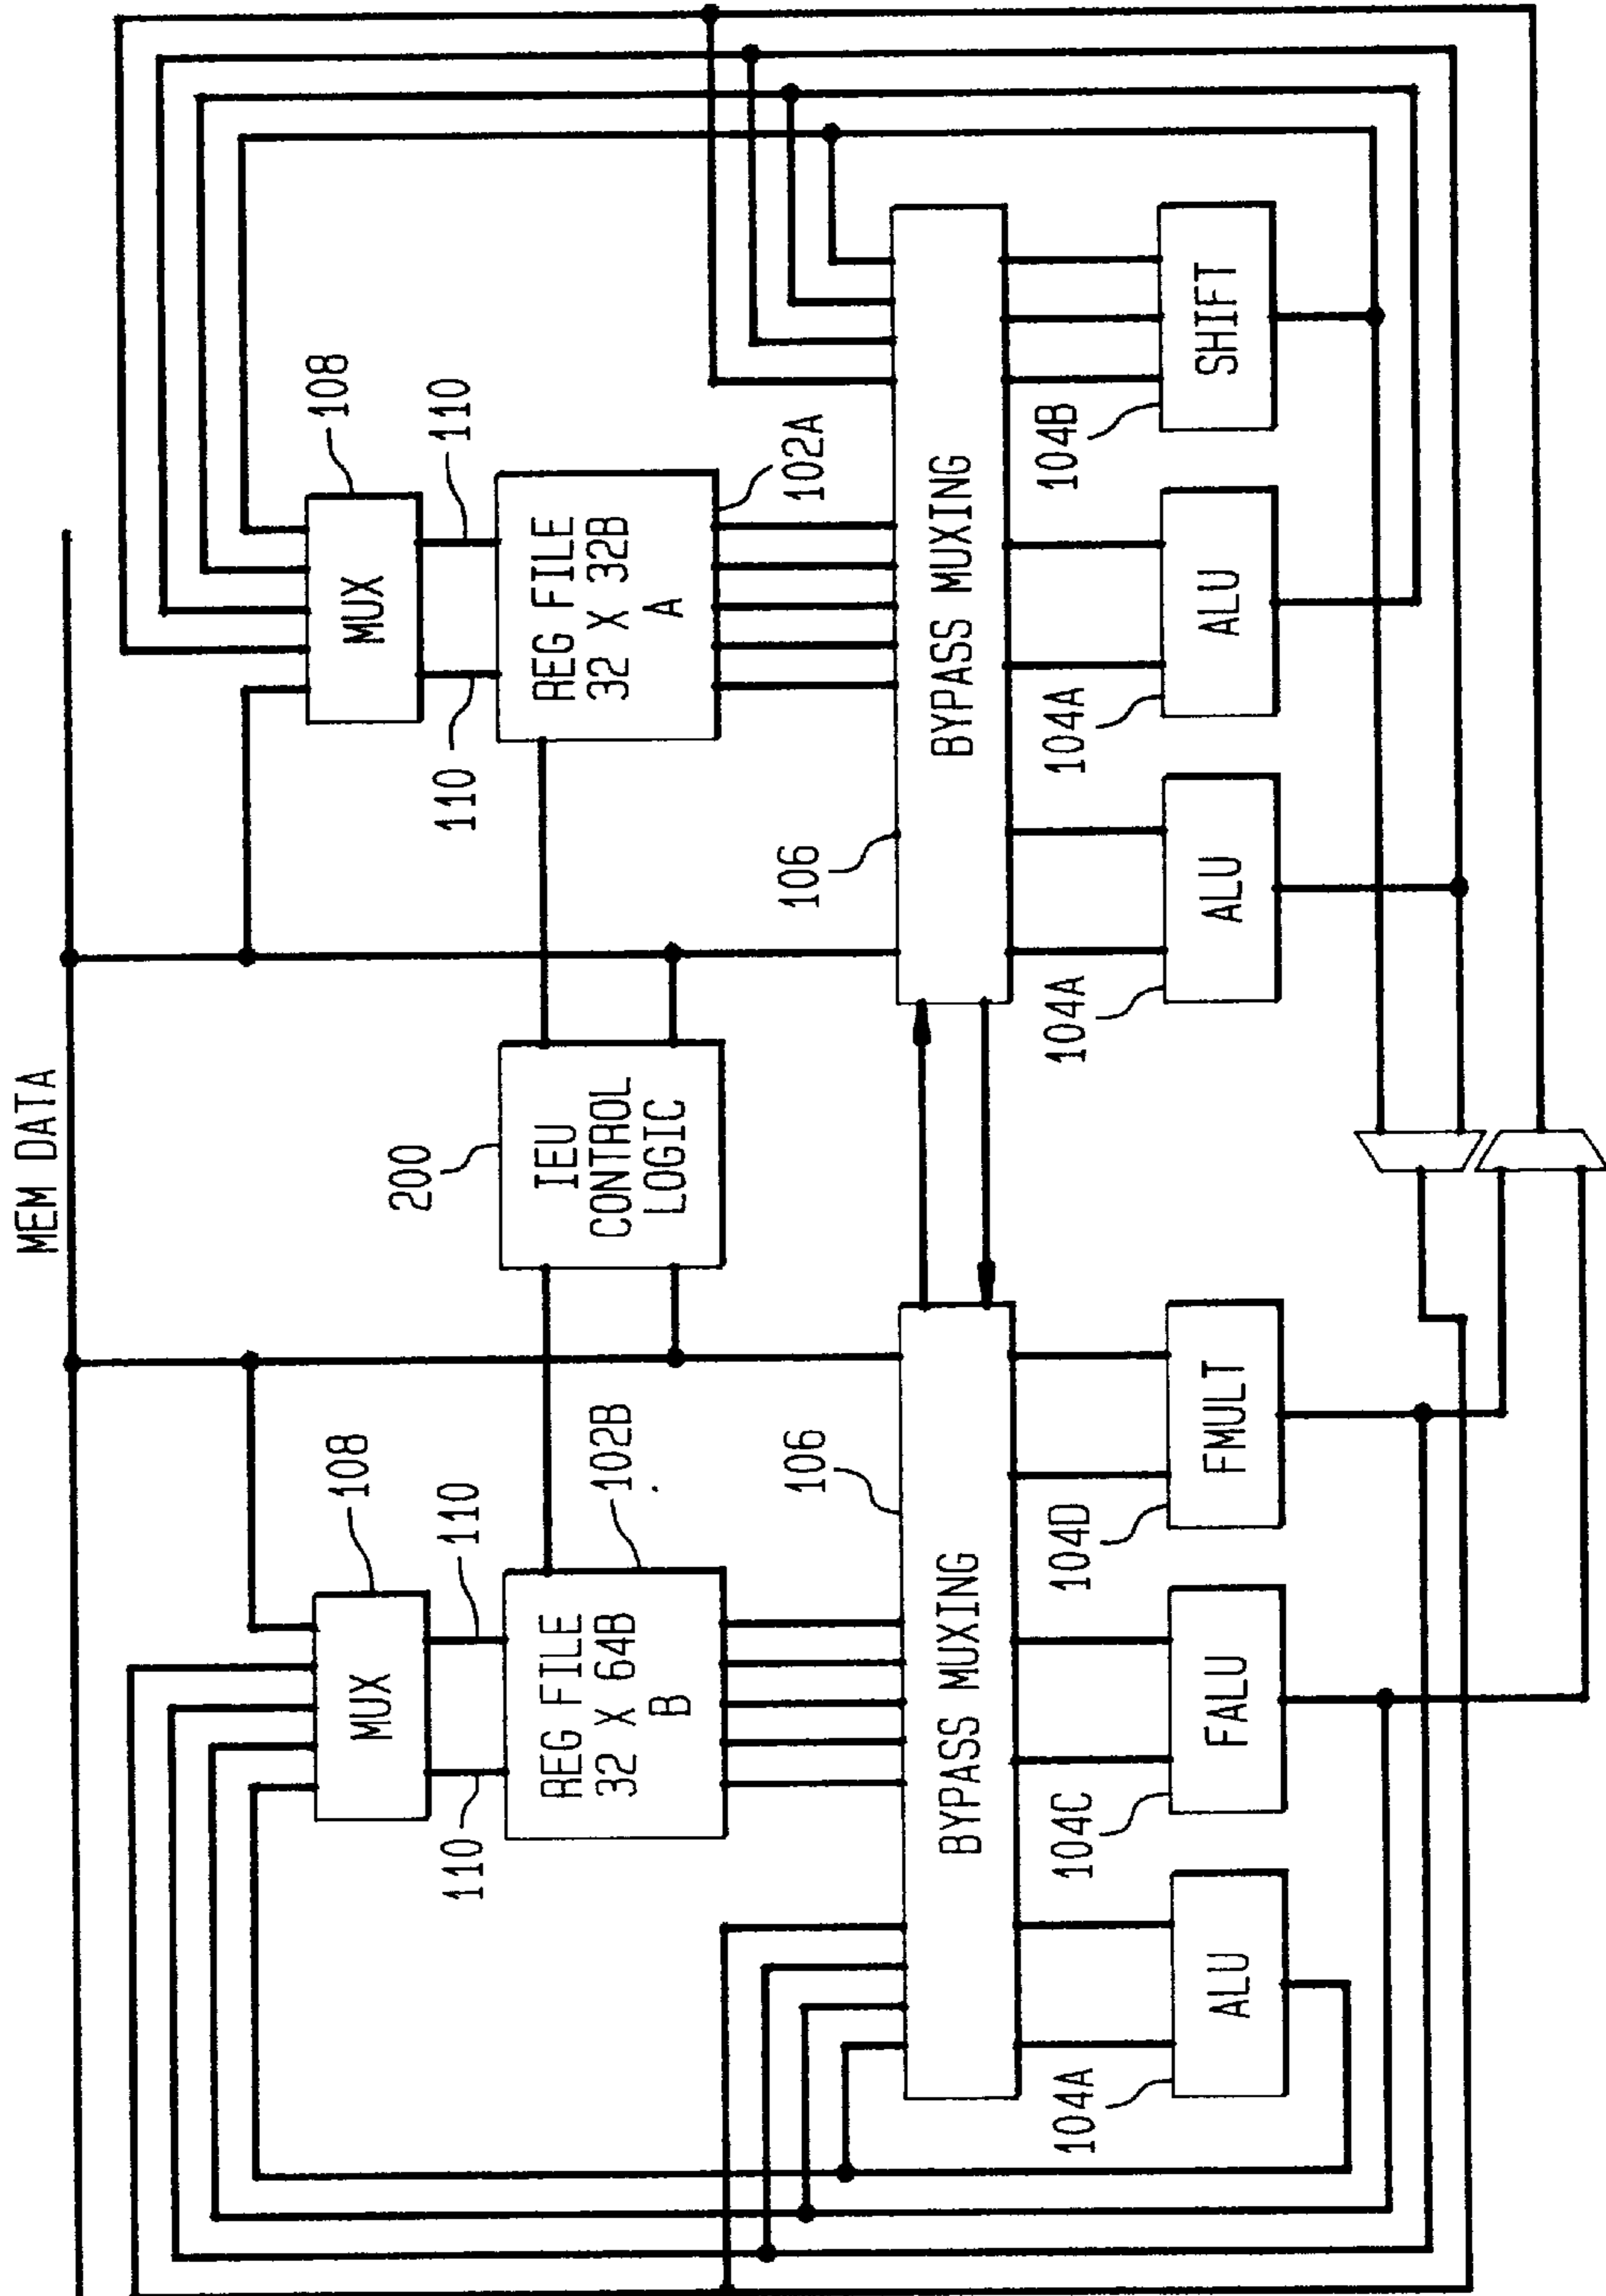 MEM DATA
108
MUX
110
110
REG FILE
32 X 64B
B
102B
200
IEU
CONTROL
LOGIC
108
MUX
110
110
REG FILE
32 X 32B
A
102A
106
BYPASS MUXING
106
BYPASS MUXING
104A
ALU
104C
FALU
104D
FMULT
104A
ALU
104A
ALU
104B
SHIFT